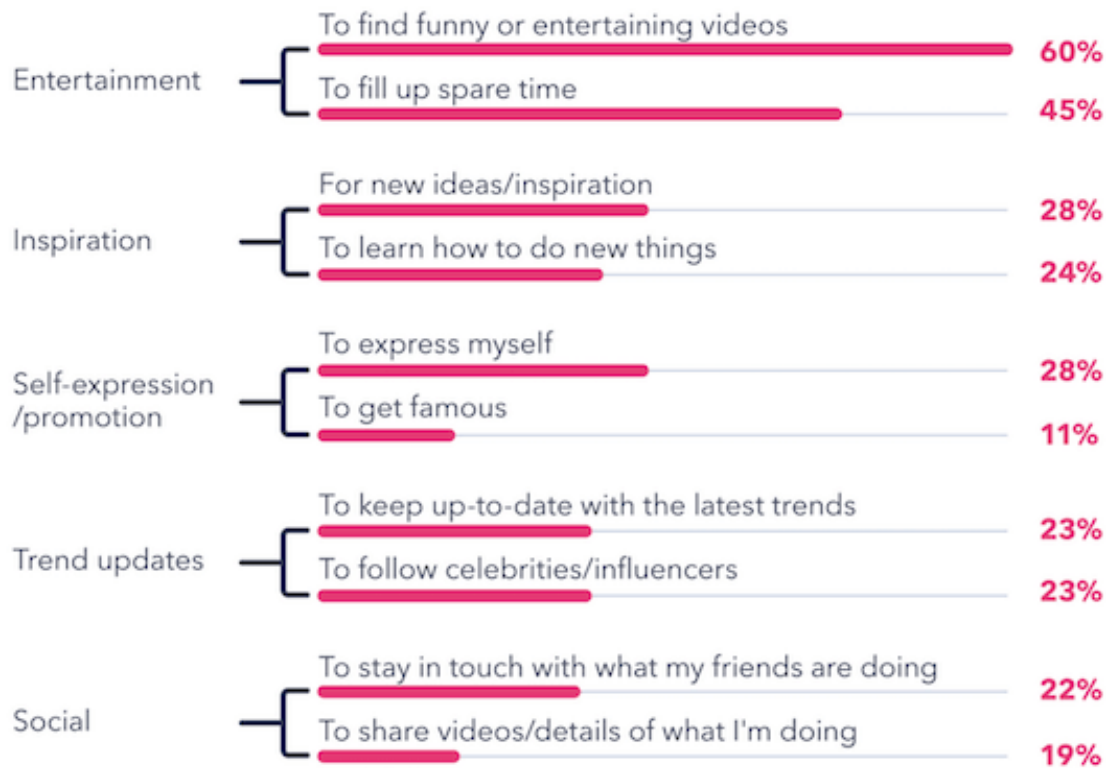 To find funny or entertaining videos
60%
Entertainment
To fill up spare time
45%
For new ideas/inspiration
28%
Inspiration
To learn how to do new things
24%
To express myself
28%
Self-expression
/promotion
To get famous
11%
To keep up-to-date with the latest trends
23%
Trend updates
To follow celebrities/influencers
23%
To stay in touch with what my friends are doing
22%
Social
To share videos/details of what I'm doing
19%